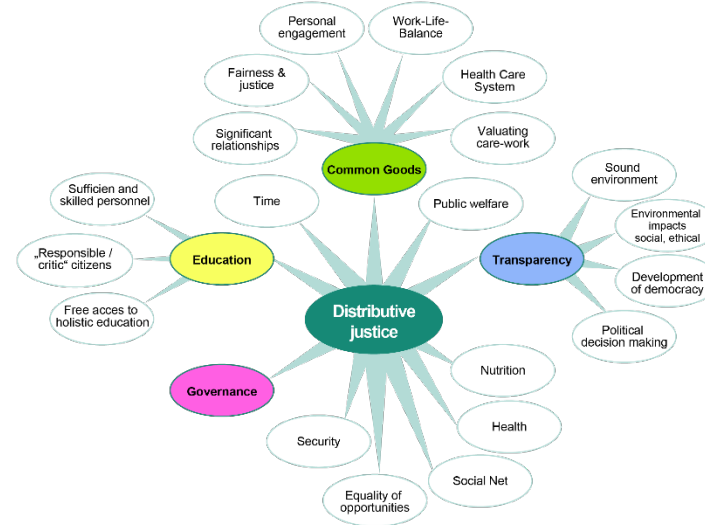 Personal
engagement
Work-Life-
Balance
Fairness &
justice
Health Care
System
Significant
relationships
Valuating
care-work
Common Goods
Sound
environment
Sufficien and
skilled personnel
Time
Public welfare
Environmental
impacts
social, ethical
„Responsible /
critic“ citizens
Education
Transparency
Development
of democracy
Free acces to
holistic education
Distributive
justice
Political
decision making
Nutrition
Governance
Health
Security
Social Net
Equality of
opportunities